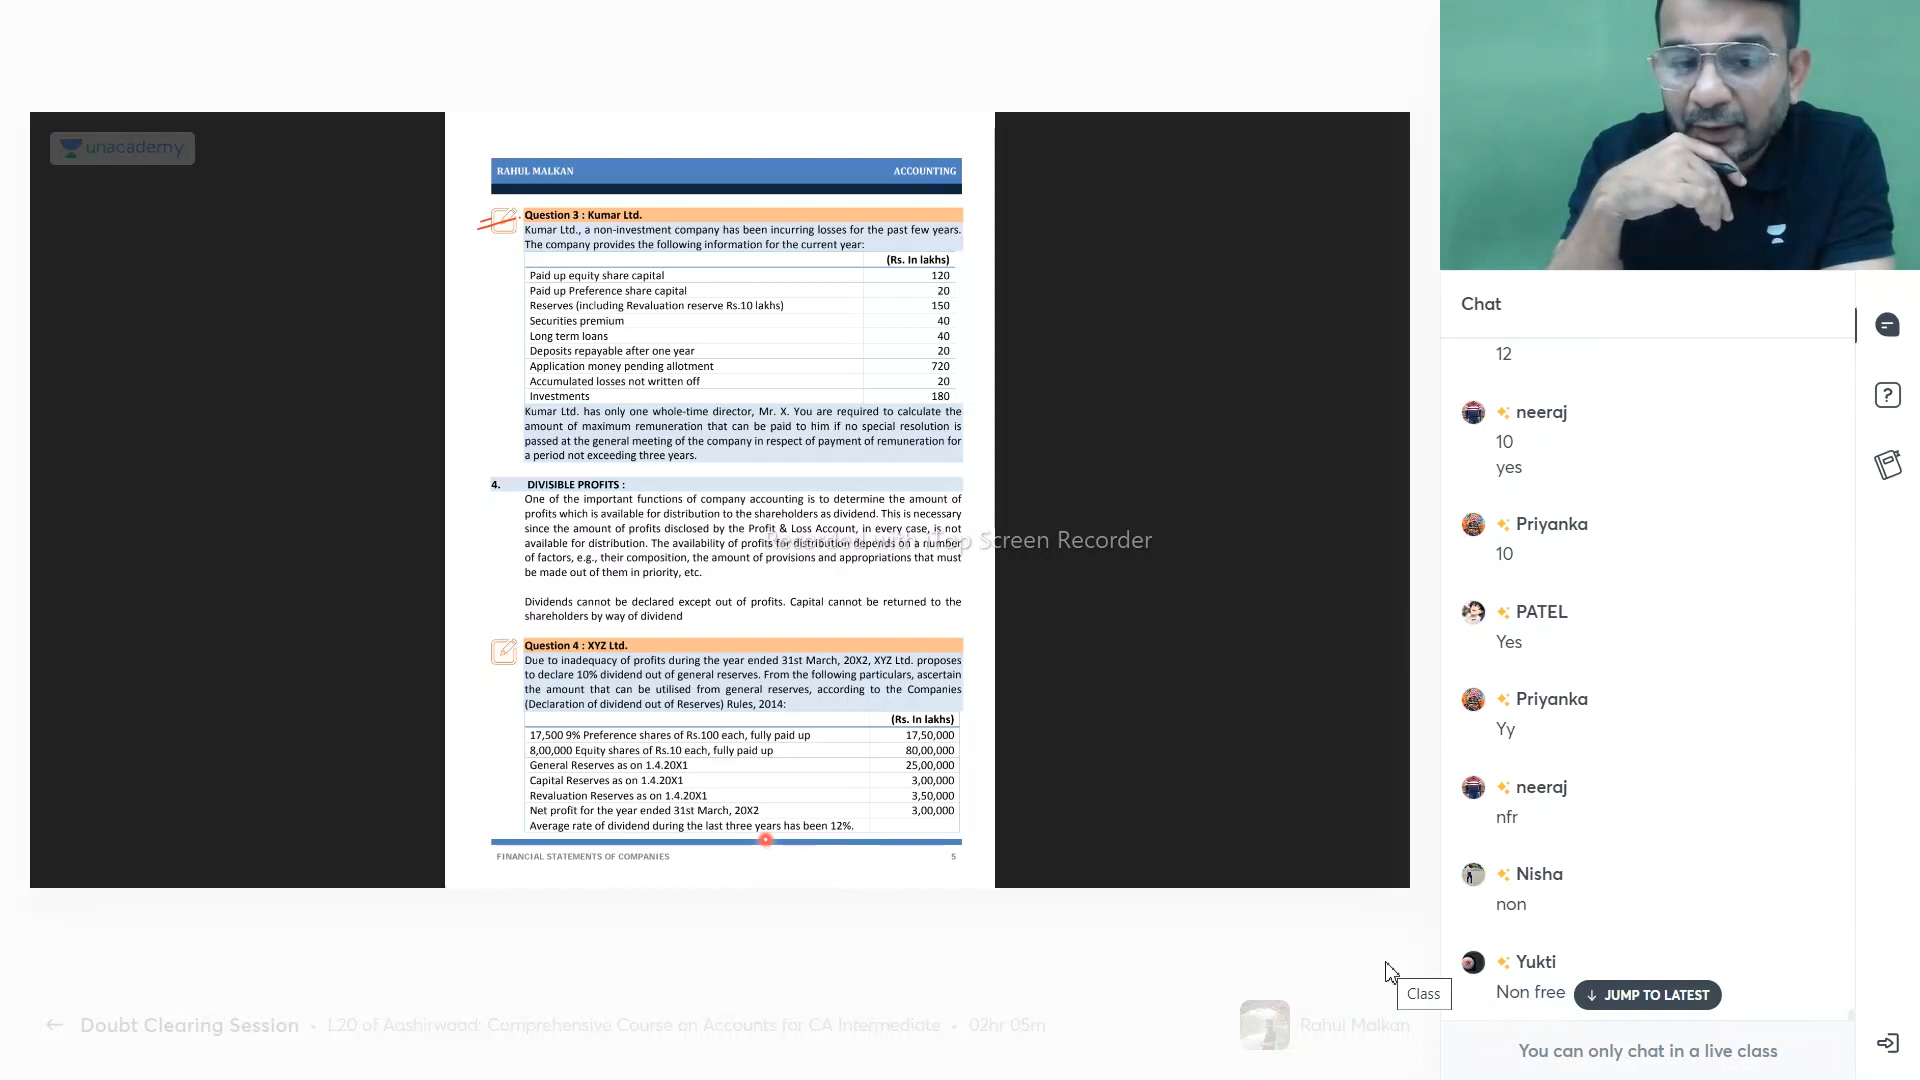 unacademy
RAHUL MALKAN ACCOUNTING
Question 3 : Kumar Ltd.
Kumar Ltd., a non-investment company has been incurring losses for the past few years.
The company provides the following information for the current year:
(Rs. In lakhs)
Paid up equity share capital 120
Paid up Preference share capital 20
Reserves (including Revaluation reserve Rs.10 lakhs) 150
Securities premium 40
Long term loans 40
Deposits repayable after one year 20
Application money pending allotment 720
Accumulated losses not written off 20
Investments 180
Kumar Ltd. has only one whole-time director, Mr. X. You are required to calculate the
amount of maximum remuneration that can be paid to him if no special resolution is
passed at the general meeting of the company in respect of payment of remuneration for
a period not exceeding three years.
4. DIVISIBLE PROFITS :
One of the important functions of company accounting is to determine the amount of
profits which is available for distribution to the shareholders as dividend. This is necessary
since the amount of profits disclosed by the Profit & Loss Account, in every case, is not
available for distribution. The availability of profits for distribution depends on a number
of factors, e.g., their composition, the amount of provisions and appropriations that must
be made out of them in priority, etc.
Dividends cannot be declared except out of profits. Capital cannot be returned to the
shareholders by way of dividend
Question 4 : XYZ Ltd.
Due to inadequacy of profits during the year ended 31st March, 20X2, XYZ Ltd. proposes
to declare 10% dividend out of general reserves. From the following particulars, ascertain
the amount that can be utilised from general reserves, according to the Companies
(Declaration of dividend out of Reserves) Rules, 2014:
(Rs. In lakhs)
17,500 9% Preference shares of Rs.100 each, fully paid up 17,50,000
8,00,000 Equity shares of Rs.10 each, fully paid up 80,00,000
General Reserves as on 1.4.20X1 25,00,000
Capital Reserves as on 1.4.20X1 3,00,000
Revaluation Reserves as on 1.4.20X1 3,50,000
Net profit for the year ended 31st March, 20X2 3,00,000
Average rate of dividend during the last three years has been 12%.
FINANCIAL STATEMENTS OF COMPANIES 5
Recorded with iTop Screen Recorder
Chat
12
neeraj
10
yes
Priyanka
10
PATEL
Yes
Priyanka
Yy
neeraj
nfr
Nisha
non
Yukti
Non free
JUMP TO LATEST
Class
You can only chat in a live class
Doubt Clearing Session • L20 of Aashirwaad: Comprehensive Course on Accounts for CA Intermediate • 02hr 05m
Rahul Malkan